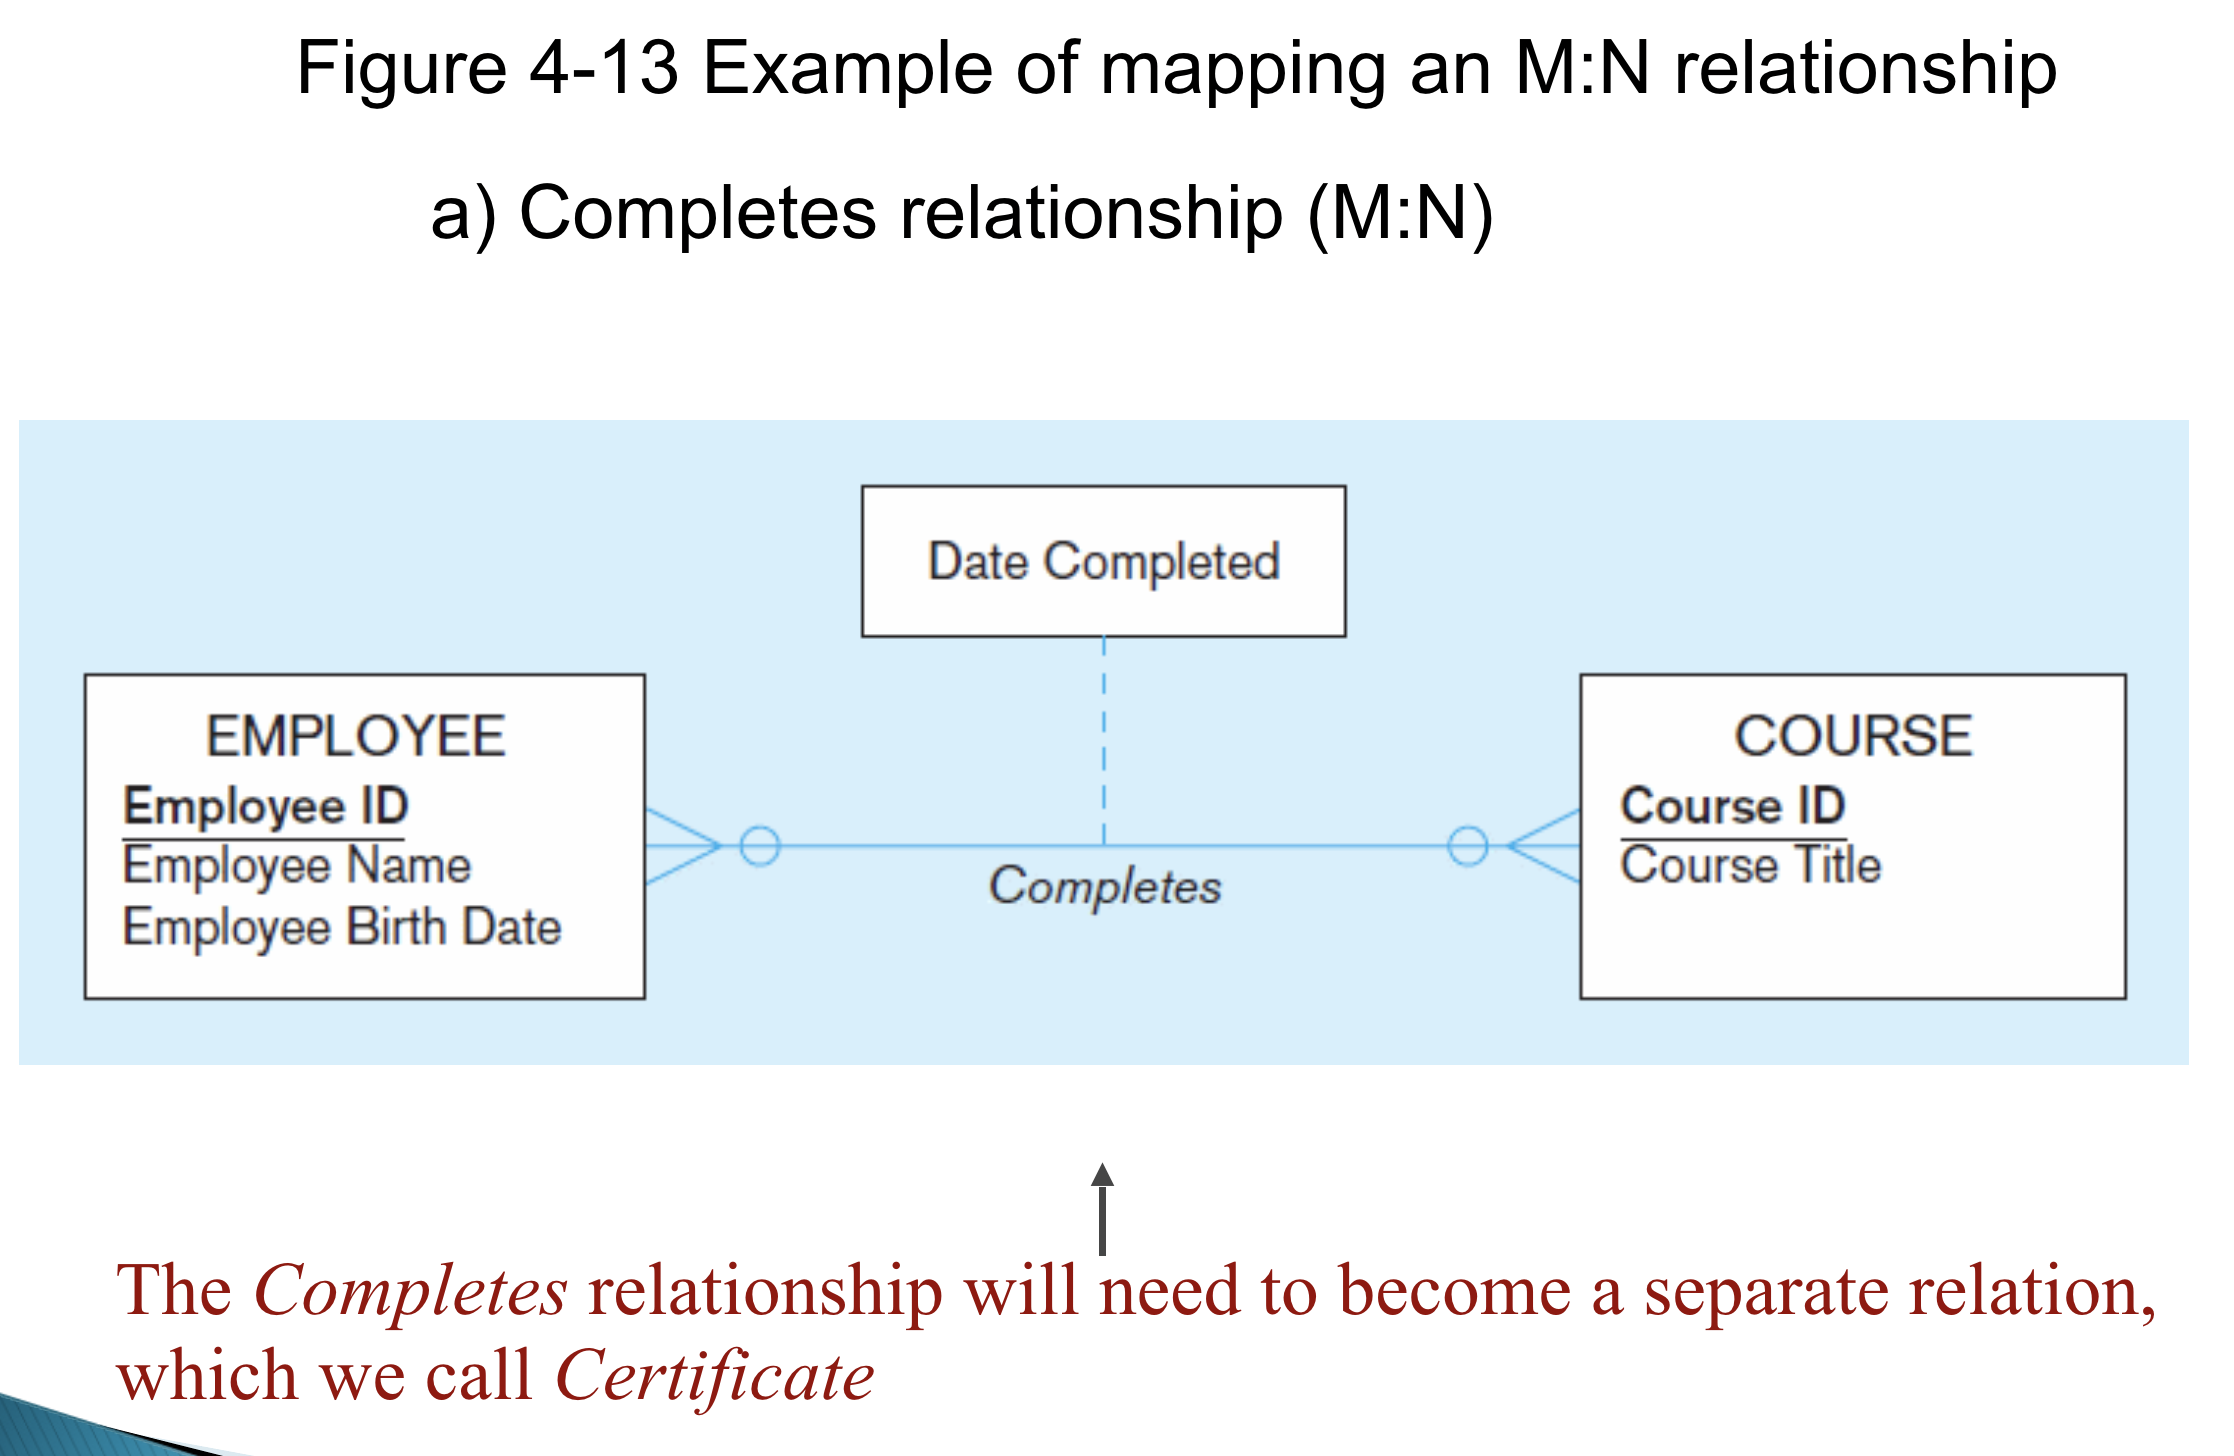 Figure 4-13 Example of mapping an M:N relationship
a) Completes relationship (M:N)
Date Completed
EMPLOYEE
Employee ID
Employee Name
Employee Birth Date
Completes
COURSE
Course ID
Course Title
The Completes relationship will need to become a separate relation,
which we call Certificate